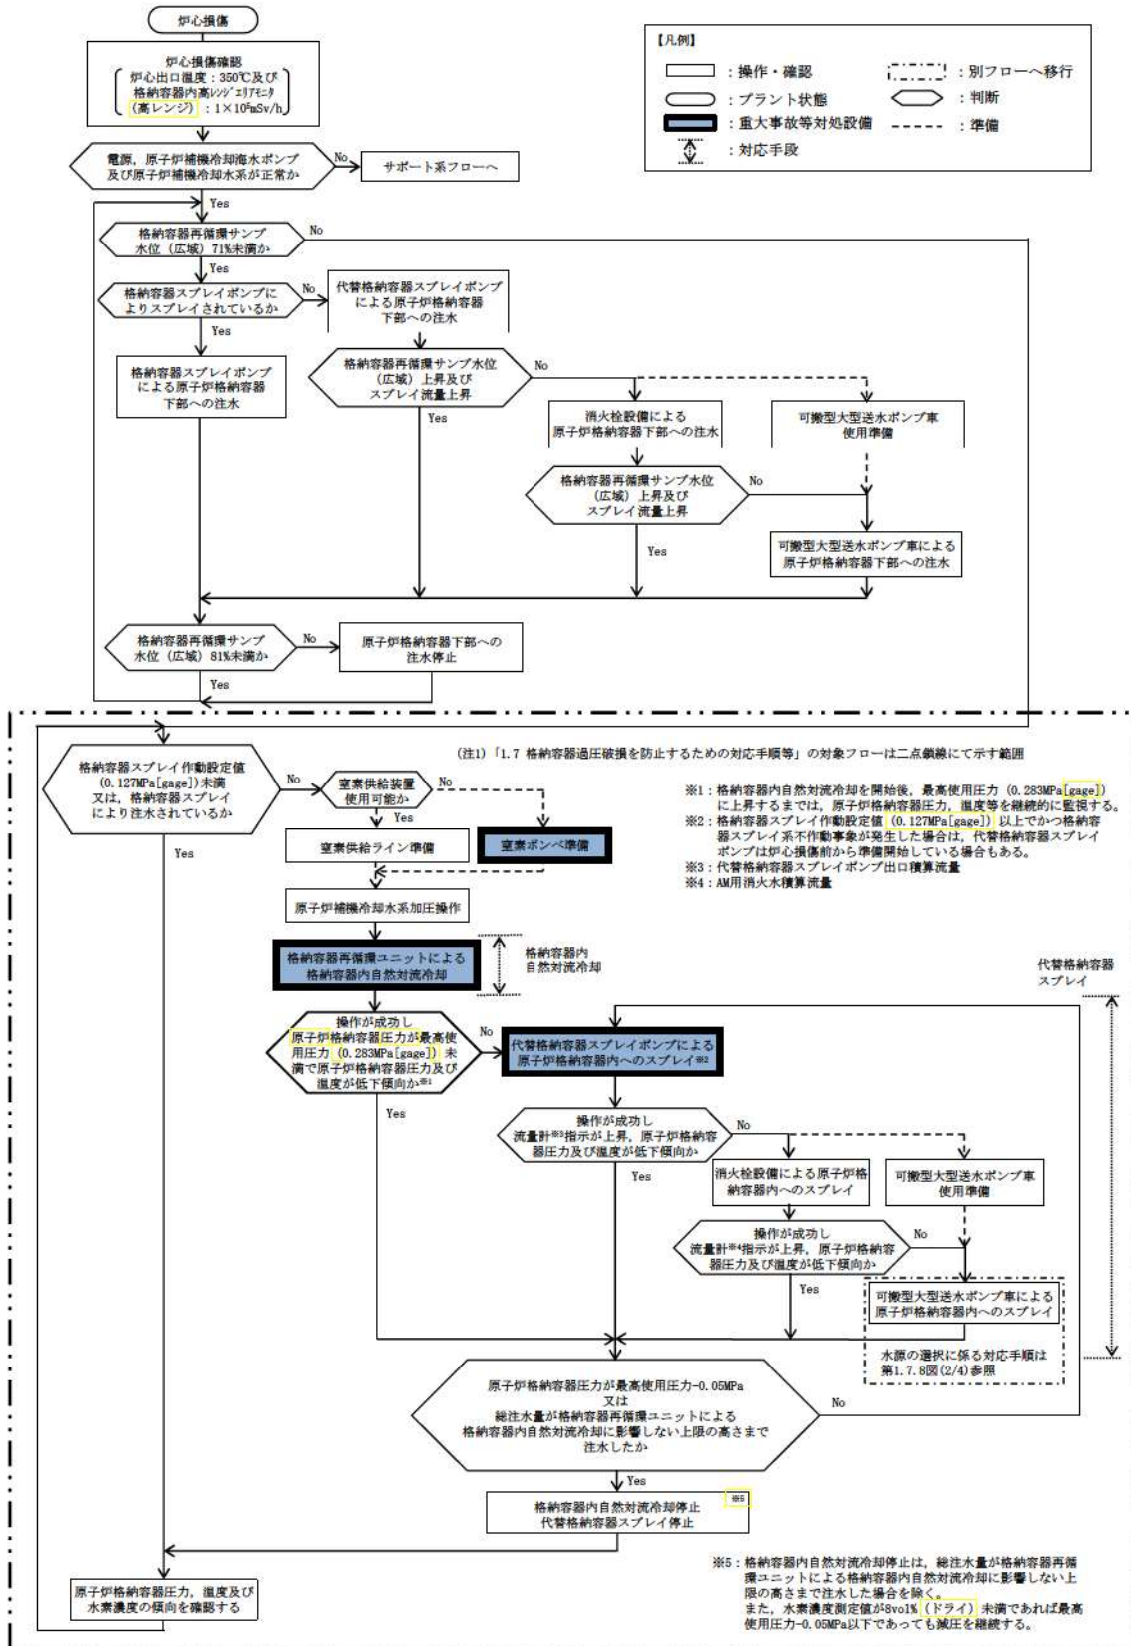 炉心損傷
炉心損傷確認
炉心出口温度：350℃及び
格納容器内高レンジエリアモニタ
(高レンジ)：1×10⁵mSv/h
【凡例】
：操作・確認
：別フローへ移行
：プラント状態
：判断
：重大事故等対処設備
：準備
：対応手段
電源，原子炉補機冷却海水ポンプ
及び原子炉補機冷却水系が正常か
No
サポート系フローへ
Yes
格納容器再循環サンプ
水位（広域）71%未満か
No
Yes
格納容器スプレイポンプに
よりスプレイされているか
No
代替格納容器スプレイポンプ
による原子炉格納容器
下部への注水
Yes
格納容器スプレイポンプ
による原子炉格納容器
下部への注水
格納容器再循環サンプ水位
（広域）上昇及び
スプレイ流量上昇
No
Yes
消火栓設備による
原子炉格納容器下部への注水
可搬型大型送水ポンプ車
使用準備
格納容器再循環サンプ水位
（広域）上昇及び
スプレイ流量上昇
No
Yes
可搬型大型送水ポンプ車による
原子炉格納容器下部への注水
格納容器再循環サンプ
水位（広域）81%未満か
No
原子炉格納容器下部への
注水停止
Yes
(注1)「1.7 格納容器過圧破損を防止するための対応手順等」の対象フローは二点鎖線にて示す範囲
格納容器スプレイ作動設定値
(0.127MPa[gage])未満
又は，格納容器スプレイ
により注水されているか
No
窒素供給装置
使用可能か
No
Yes
Yes
窒素供給ライン準備
窒素ボンベ準備
※1：格納容器内自然対流冷却を開始後，最高使用圧力（0.283MPa[gage]）
に上昇するまでは，原子炉格納容器圧力，温度等を継続的に監視する。
※2：格納容器スプレイ作動設定値（0.127MPa[gage]）以上でかつ格納容
器スプレイ系不作動事象が発生した場合は，代替格納容器スプレイ
ポンプは炉心損傷前から準備開始している場合もある。
※3：代替格納容器スプレイポンプ出口積算流量
※4：AM用消火水積算流量
原子炉補機冷却水系加圧操作
格納容器再循環ユニットによる
格納容器内自然対流冷却
格納容器内
自然対流冷却
代替格納容器
スプレイ
操作が成功し
原子炉格納容器圧力が最高使
用圧力（0.283MPa[gage]）未
満で原子炉格納容器圧力及び
温度が低下傾向か※1
No
代替格納容器スプレイポンプによる
原子炉格納容器内へのスプレイ※2
Yes
操作が成功し
流量計※3指示が上昇，原子炉格納容
器圧力及び温度が低下傾向か
No
Yes
消火栓設備による原子炉格
納容器内へのスプレイ
可搬型大型送水ポンプ車
使用準備
操作が成功し
流量計※4指示が上昇，原子炉格納容
器圧力及び温度が低下傾向か
No
Yes
可搬型大型送水ポンプ車による
原子炉格納容器内へのスプレイ
水源の選択に係る対応手順は
第1.7.8図(2/4)参照
原子炉格納容器圧力が最高使用圧力-0.05MPa
又は
総注水量が格納容器再循環ユニットによる
格納容器内自然対流冷却に影響しない上限の高さまで
注水したか
No
Yes
格納容器内自然対流冷却停止
代替格納容器スプレイ停止
※5
原子炉格納容器圧力，温度及び
水素濃度の傾向を確認する
※5：格納容器内自然対流冷却停止は，総注水量が格納容器再循
環ユニットによる格納容器内自然対流冷却に影響しない上
限の高さまで注水した場合を除く。
また，水素濃度測定値が8vol%（ドライ）未満であれば最高
使用圧力-0.05MPa以下であっても減圧を継続する。